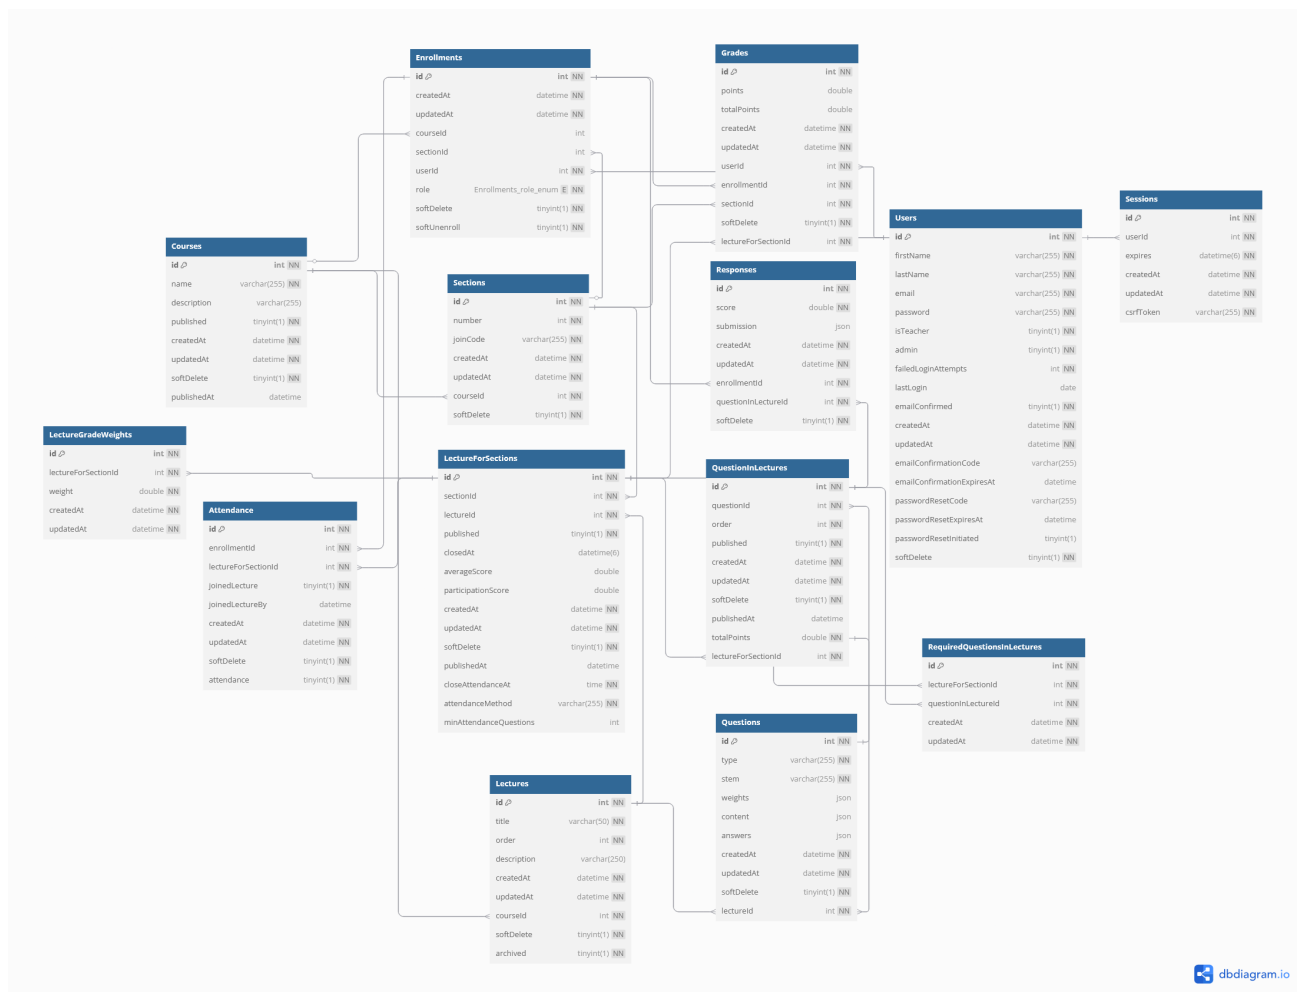 Enrollments
id int NN
createdAt datetime NN
updatedAt datetime NN
courseId int
sectionId int
userId int NN
role Enrollments_role_enum E NN
softDelete tinyint(1) NN
softUnenroll tinyint(1) NN
Grades
id int NN
points double
totalPoints double
createdAt datetime NN
updatedAt datetime NN
userId int NN
enrollmentId int NN
sectionId int NN
softDelete tinyint(1) NN
lectureForSectionId int NN
Sessions
id int NN
userId int NN
expires datetime(6) NN
createdAt datetime NN
updatedAt datetime NN
csrfToken varchar(255) NN
Users
id int NN
firstName varchar(255) NN
lastName varchar(255) NN
email varchar(255) NN
password varchar(255) NN
isTeacher tinyint(1) NN
admin tinyint(1) NN
failedLoginAttempts int NN
lastLogin date
emailConfirmed tinyint(1) NN
createdAt datetime NN
updatedAt datetime NN
emailConfirmationCode varchar(255)
emailConfirmationExpiresAt datetime
passwordResetCode varchar(255)
passwordResetExpiresAt datetime
passwordResetInitiated tinyint(1)
softDelete tinyint(1) NN
Courses
id int NN
name varchar(255) NN
description varchar(255)
published tinyint(1) NN
createdAt datetime NN
updatedAt datetime NN
softDelete tinyint(1) NN
publishedAt datetime
Sections
id int NN
number int NN
joinCode varchar(255) NN
createdAt datetime NN
updatedAt datetime NN
courseId int NN
softDelete tinyint(1) NN
Responses
id int NN
score double NN
submission json
createdAt datetime NN
updatedAt datetime NN
enrollmentId int NN
questionInLectureId int NN
softDelete tinyint(1) NN
LectureGradeWeights
id int NN
lectureForSectionId int NN
weight double NN
createdAt datetime NN
updatedAt datetime NN
Attendance
id int NN
enrollmentId int NN
lectureForSectionId int NN
joinedLecture tinyint(1) NN
joinedLectureBy datetime
createdAt datetime NN
updatedAt datetime NN
softDelete tinyint(1) NN
attendance tinyint(1) NN
LectureForSections
id int NN
sectionId int NN
lectureId int NN
published tinyint(1) NN
closedAt datetime(6)
averageScore double
participationScore double
createdAt datetime NN
updatedAt datetime NN
softDelete tinyint(1) NN
publishedAt datetime
closeAttendanceAt time NN
attendanceMethod varchar(255) NN
minAttendanceQuestions int
QuestionInLectures
id int NN
questionId int NN
order int NN
published tinyint(1) NN
createdAt datetime NN
updatedAt datetime NN
softDelete tinyint(1) NN
publishedAt datetime
totalPoints double NN
lectureForSectionId int NN
RequiredQuestionsInLectures
id int NN
lectureForSectionId int NN
questionInLectureId int NN
createdAt datetime NN
updatedAt datetime NN
Questions
id int NN
type varchar(255) NN
stem varchar(255) NN
weights json
content json
answers json
createdAt datetime NN
updatedAt datetime NN
softDelete tinyint(1) NN
lectureId int NN
Lectures
id int NN
title varchar(50) NN
order int NN
description varchar(250)
createdAt datetime NN
updatedAt datetime NN
courseId int NN
softDelete tinyint(1) NN
archived tinyint(1) NN
dbdiagram.io